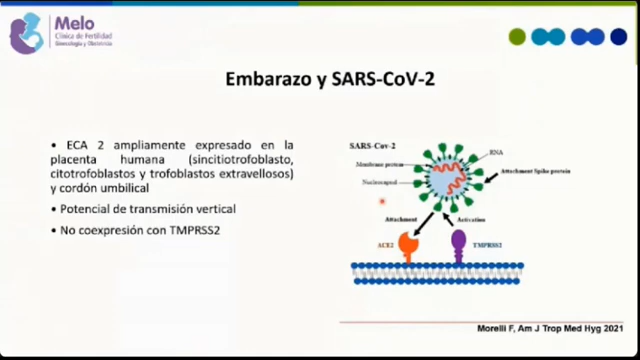 Melo
Clínica de Fertilidad
Ginecología y Obstetricia
Embarazo y SARS-CoV-2
• ECA 2 ampliamente expresado en la
placenta humana (sincitiotrofoblasto,
citotrofoblastos y trofoblastos extravellosos)
y cordón umbilical
• Potencial de transmisión vertical
• No coexpresión con TMPRSS2
SARS-Cov-2
RNA
Membrane protein
Attachment Spike protein
Nucleocapsid
Attachment
Activation
ACE2
TMPRSS2
Morelli F, Am J Trop Med Hyg 2021